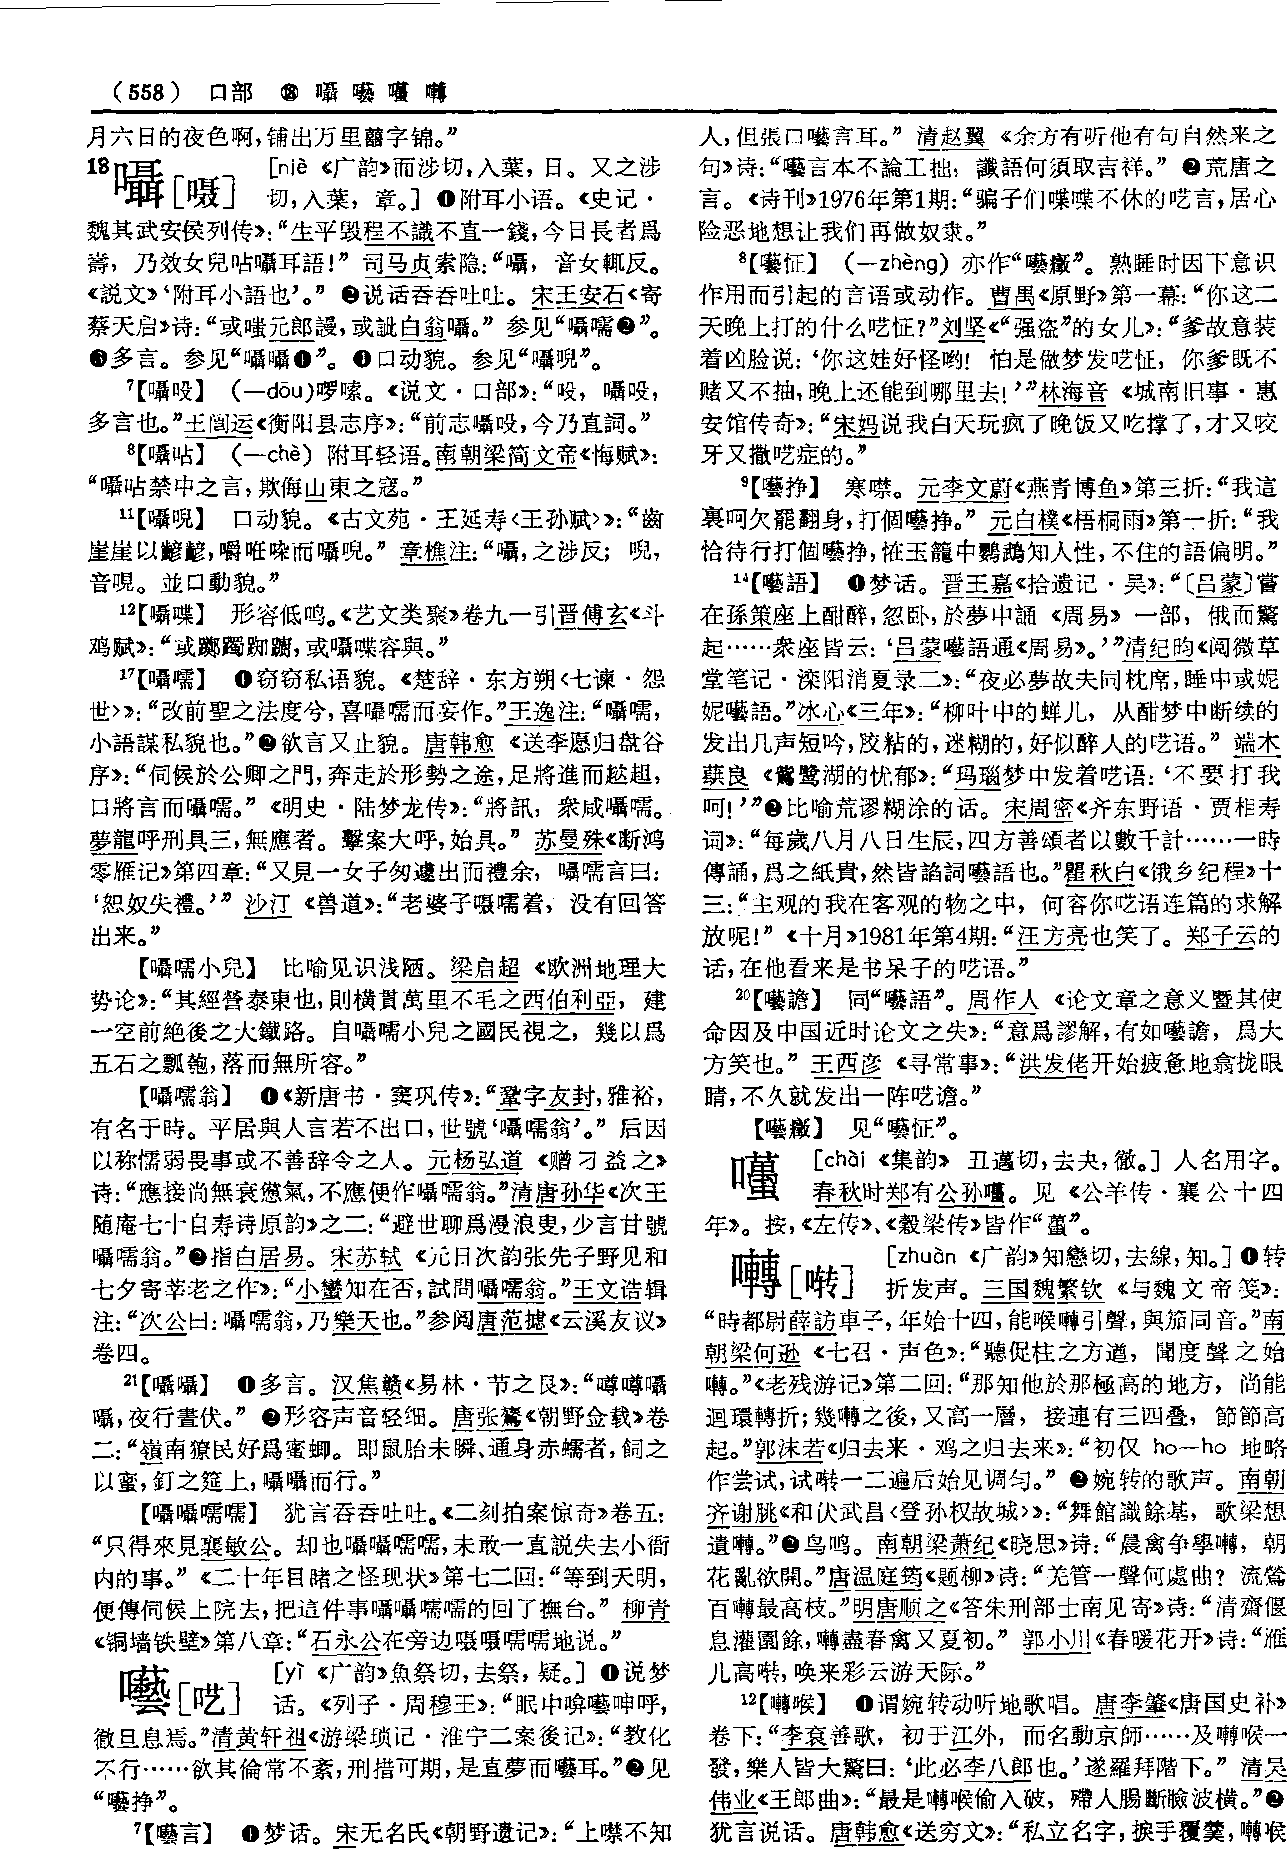 （558） 口部 ⑱ 囁 囈 囆 囀
月六日的夜色啊，铺出万里囍字锦。”
18 囁［嗫］ [niè 《广韵》而涉切，入葉，日。又之涉
切，入葉，章。] ❶附耳小语。《史记·
魏其武安侯列传》：“生平毁程不識不直一錢，今日長者爲
壽，乃效女兒呫囁耳語！” 司马贞索隐：“囁，音女輒反。
《説文》‘附耳小語也’。” ❷说话吞吞吐吐。宋王安石《寄
蔡天启》诗：“或嗤元郎謾，或訿白翁囁。” 参见“囁嚅❷”。
❸多言。参见“囁囁❶”。❹口动貌。参见“囁唲”。
⁷【囁吺】（—dōu）啰嗦。《说文·口部》：“吺，囁吺，
多言也。”王闿运《衡阳县志序》：“前志囁吺，今乃直詞。”
⁸【囁呫】（—chè）附耳轻语。南朝梁简文帝《悔赋》：
“囁呫禁中之言，欺侮山東之寇。”
¹¹【囁唲】 口动貌。《古文苑·王延寿〈王孙赋〉》：“齒
崖崖以齴齴，嚼咗噪而囁唲。” 章樵注：“囁，之涉反；唲，
音唲。並口動貌。”
¹²【囁喋】 形容低鸣。《艺文类聚》卷九一引晋傅玄《斗
鸡赋》：“或躑躅踟蹰，或囁喋容與。”
¹⁷【囁嚅】 ❶窃窃私语貌。《楚辞·东方朔〈七谏·怨
世〉》：“改前聖之法度兮，喜囁嚅而妄作。”王逸注：“囁嚅，
小語謀私貌也。”❷欲言又止貌。唐韩愈《送李愿归盘谷
序》：“伺候於公卿之門，奔走於形勢之途，足將進而趑趄，
口將言而囁嚅。” 《明史·陆梦龙传》：“將訊，衆咸囁嚅。
夢龍呼刑具三，無應者。擊案大呼，始具。” 苏曼殊《断鸿
零雁记》第四章：“又見一女子匆遽出而禮余，囁嚅言曰：
‘恕奴失禮。’” 沙汀《兽道》：“老婆子嗫嚅着，没有回答
出来。”
【囁嚅小兒】 比喻见识浅陋。梁启超《欧洲地理大
势论》：“其經營泰東也，則橫貫萬里不毛之西伯利亞，建
一空前絶後之大鐵路。自囁嚅小兒之國民視之，幾以爲
五石之瓢匏，落而無所容。”
【囁嚅翁】 ❶《新唐书·窦巩传》：“鞏字友封，雅裕，
有名于時。平居與人言若不出口，世號‘囁嚅翁’。” 后因
以称懦弱畏事或不善辞令之人。元杨弘道《赠刁益之》
诗：“應接尚無衰憊氣，不應便作囁嚅翁。”清唐孙华《次王
随庵七十自寿诗原韵》之二：“避世聊爲漫浪叟，少言甘號
囁嚅翁。”❷指白居易。宋苏轼《元日次韵张先子野见和
七夕寄莘老之作》：“小蠻知在否，試問囁嚅翁。”王文诰辑
注：“次公曰：囁嚅翁，乃樂天也。”参阅唐范摅《云溪友议》
卷四。
²¹【囁囁】 ❶多言。汉焦赣《易林·节之艮》：“噂噂囁
囁，夜行晝伏。” ❷形容声音轻细。唐张鷟《朝野佥载》卷
二：“嶺南獠民好爲蜜蝍。即鼠胎未瞬、通身赤蠕者，飼之
以蜜，釘之筵上，囁囁而行。”
【囁囁嚅嚅】 犹言吞吞吐吐。《二刻拍案惊奇》卷五：
“只得來見襄敏公。却也囁囁嚅嚅，未敢一直説失去小衙
内的事。” 《二十年目睹之怪现状》第七二回：“等到天明，
便傳伺候上院去，把這件事囁囁嚅嚅的回了撫台。” 柳青
《铜墙铁壁》第八章：“石永公在旁边嗫嗫嚅嚅地说。”
囈［呓］ [yì 《广韵》魚祭切，去祭，疑。] ❶说梦
话。《列子·周穆王》：“眠中啽囈呻呼，
徹旦息焉。”清黄轩祖《游梁琐记·淮宁二案後记》：“教化
不行……欲其倫常不紊，刑措可期，是直夢而囈耳。”❷见
“囈挣”。
⁷【囈言】 ❶梦话。宋无名氏《朝野遗记》：“上噤不知
人，但張口囈言耳。” 清赵翼《余方有听他有句自然来之
句》诗：“囈言本不論工拙，讖語何須取吉祥。” ❷荒唐之
言。《诗刊》1976年第1期：“骗子们喋喋不休的呓言，居心
险恶地想让我们再做奴隶。”
⁸【囈怔】（—zhèng）亦作“囈癥”。熟睡时因下意识
作用而引起的言语或动作。曹禺《原野》第一幕：“你这二
天晚上打的什么呓怔？”刘坚《“强盗”的女儿》：“爹故意装
着凶脸说：‘你这娃好怪哟！怕是做梦发呓怔，你爹既不
赌又不抽，晚上还能到哪里去！’”林海音《城南旧事·惠
安馆传奇》：“宋妈说我白天玩疯了晚饭又吃撑了，才又咬
牙又撒呓症的。”
⁹【囈挣】 寒噤。元李文蔚《燕青博鱼》第三折：“我這
裏呵欠罷翻身，打個囈挣。” 元白樸《梧桐雨》第一折：“我
恰待行打個囈挣，怪玉籠中鸚鵡知人性，不住的語偏明。”
¹⁴【囈語】 ❶梦话。晋王嘉《拾遗记·吴》：“〔吕蒙〕嘗
在孫策座上酣醉，忽卧，於夢中誦《周易》一部，俄而驚
起……衆座皆云：‘吕蒙囈語通《周易》。’”清纪昀《阅微草
堂笔记·滦阳消夏录二》：“夜必夢故夫同枕席，睡中或妮
妮囈語。”冰心《三年》：“柳叶中的蝉儿，从酣梦中断续的
发出几声短吟，胶粘的，迷糊的，好似醉人的呓语。” 端木
蕻良《鴛鹭湖的忧郁》：“玛瑙梦中发着呓语：‘不要打我
呵！’”❷比喻荒谬糊涂的话。宋周密《齐东野语·贾相寿
词》：“每歲八月八日生辰，四方善頌者以數千計……一時
傳誦，爲之紙貴，然皆諂詞囈語也。”瞿秋白《俄乡纪程》十
三：“主观的我在客观的物之中，何容你呓语连篇的求解
放呢！” 《十月》1981年第4期：“汪方亮也笑了。郑子云的
话，在他看来是书呆子的呓语。”
²⁰【囈譫】 同“囈語”。周作人《论文章之意义暨其使
命因及中国近时论文之失》：“意爲謬解，有如囈譫，爲大
方笑也。” 王西彦《寻常事》：“洪发佬开始疲惫地翕拢眼
睛，不久就发出一阵呓谵。”
【囈癥】 见“囈怔”。
囆 [chài 《集韵》丑邁切，去夬，徹。] 人名用字。
春秋时郑有公孙囆。见《公羊传·襄公十四
年》。按，《左传》、《穀梁传》皆作“蠆”。
囀［啭］ [zhuàn 《广韵》知戀切，去線，知。] ❶转
折发声。三国魏繁钦《与魏文帝笺》：
“時都尉薛訪車子，年始十四，能喉囀引聲，與笳同音。”南
朝梁何逊《七召·声色》：“聽促柱之方遒，聞度聲之始
囀。”《老残游记》第二回：“那知他於那極高的地方，尚能
迴環轉折；幾囀之後，又高一層，接連有三四叠，節節高
起。”郭沫若《归去来·鸡之归去来》：“初仅 ho—ho 地略
作尝试，试啭一二遍后始见调匀。” ❷婉转的歌声。南朝
齐谢朓《和伏武昌〈登孙权故城〉》：“舞館識餘基，歌梁想
遺囀。”❸鸟鸣。南朝梁萧纪《晓思》诗：“晨禽争學囀，朝
花亂欲開。”唐温庭筠《题柳》诗：“羌管一聲何處曲？流鶯
百囀最高枝。”明唐顺之《答朱刑部士南见寄》诗：“清齋偃
息灌園餘，囀盡春禽又夏初。” 郭小川《春暖花开》诗：“雁
儿高啭，唤来彩云游天际。”
¹²【囀喉】 ❶谓婉转动听地歌唱。唐李肇《唐国史补》
卷下：“李袞善歌，初于江外，而名動京師……及囀喉一
發，樂人皆大驚曰：‘此必李八郎也。’遂羅拜階下。” 清吴
伟业《王郎曲》：“最是囀喉偷入破，殢人腸斷臉波橫。”❷
犹言说话。唐韩愈《送穷文》：“私立名字，捩手覆羹，囀喉